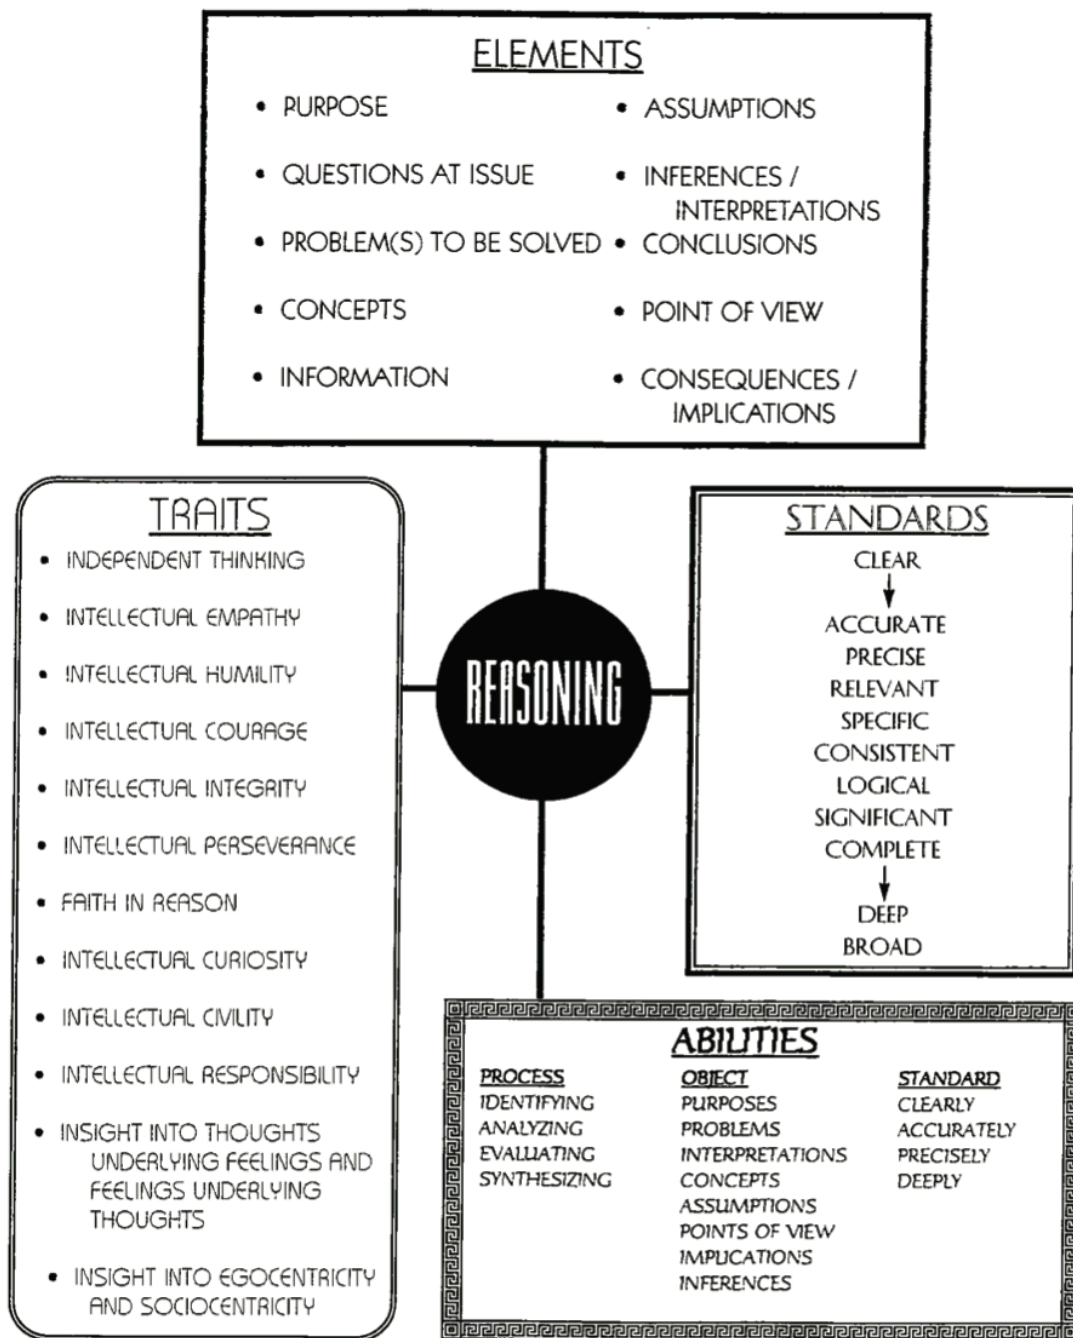 ELEMENTS
• PURPOSE
• QUESTIONS AT ISSUE
• PROBLEM(S) TO BE SOLVED
• CONCEPTS
• INFORMATION
• ASSUMPTIONS
• INFERENCES /
INTERPRETATIONS
• CONCLUSIONS
• POINT OF VIEW
• CONSEQUENCES /
IMPLICATIONS
TRAITS
• INDEPENDENT THINKING
• INTELLECTUAL EMPATHY
• INTELLECTUAL HUMILITY
• INTELLECTUAL COURAGE
• INTELLECTUAL INTEGRITY
• INTELLECTUAL PERSEVERANCE
• FAITH IN REASON
• INTELLECTUAL CURIOSITY
• INTELLECTUAL CIVILITY
• INTELLECTUAL RESPONSIBILITY
• INSIGHT INTO THOUGHTS
UNDERLYING FEELINGS AND
FEELINGS UNDERLYING
THOUGHTS
• INSIGHT INTO EGOCENTRICITY
AND SOCIOCENTRICITY
REASONING
STANDARDS
CLEAR
ACCURATE
PRECISE
RELEVANT
SPECIFIC
CONSISTENT
LOGICAL
SIGNIFICANT
COMPLETE
DEEP
BROAD
ABILITIES
PROCESS
IDENTIFYING
ANALYZING
EVALUATING
SYNTHESIZING
OBJECT
PURPOSES
PROBLEMS
INTERPRETATIONS
CONCEPTS
ASSUMPTIONS
POINTS OF VIEW
IMPLICATIONS
INFERENCES
STANDARD
CLEARLY
ACCURATELY
PRECISELY
DEEPLY